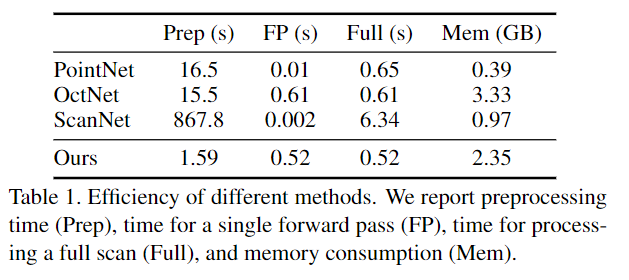 Prep (s) FP (s) Full (s) Mem (GB)
PointNet 16.5 0.01 0.65 0.39
OctNet 15.5 0.61 0.61 3.33
ScanNet 867.8 0.002 6.34 0.97
Ours 1.59 0.52 0.52 2.35
Table 1. Efficiency of different methods. We report preprocessing
time (Prep), time for a single forward pass (FP), time for process-
ing a full scan (Full), and memory consumption (Mem).